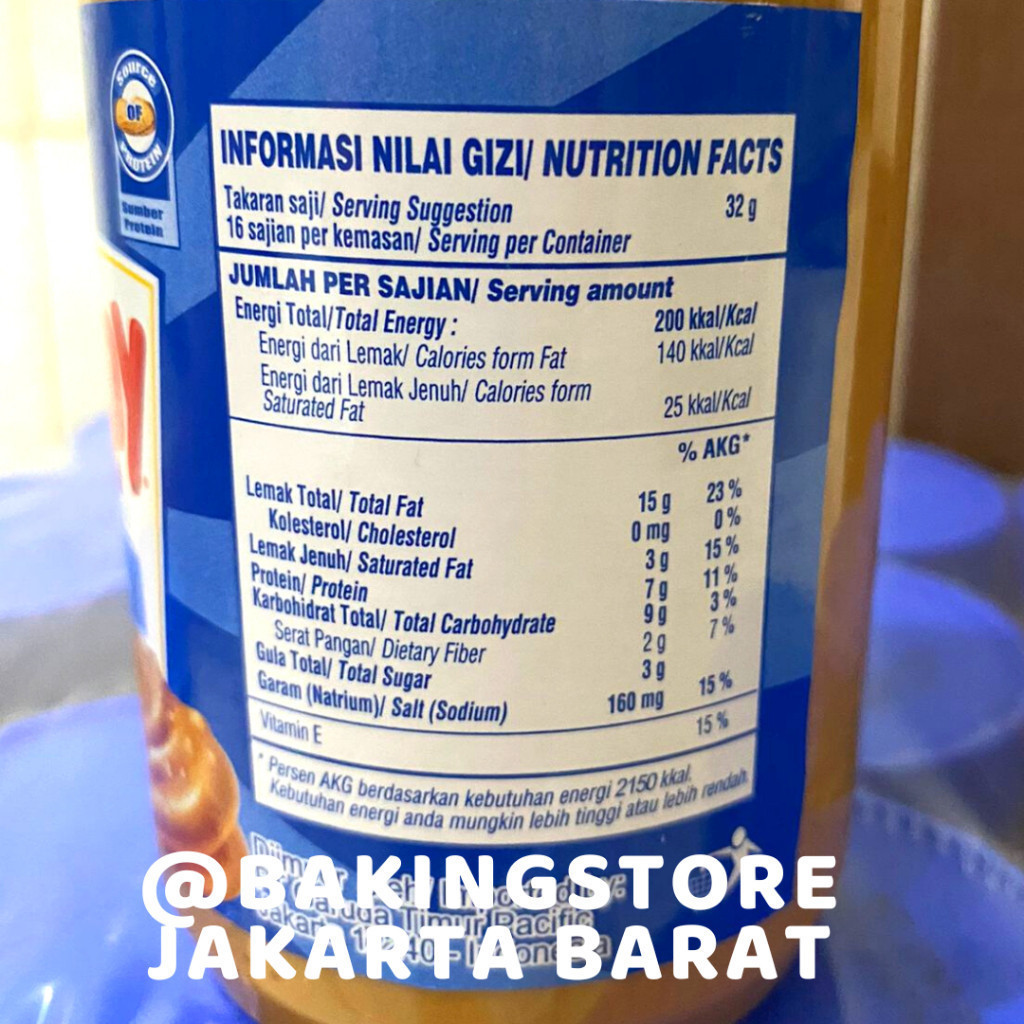 Source
OF
PROTEIN
Sumber
Protein
INFORMASI NILAI GIZI/ NUTRITION FACTS
Takaran saji/ Serving Suggestion 32 g
16 sajian per kemasan/ Serving per Container
JUMLAH PER SAJIAN/ Serving amount
Energi Total/Total Energy : 200 kkal/Kcal
Energi dari Lemak/ Calories form Fat 140 kkal/Kcal
Energi dari Lemak Jenuh/ Calories form
Saturated Fat 25 kkal/Kcal
% AKG*
Lemak Total/ Total Fat 15 g 23 %
Kolesterol/ Cholesterol 0 mg 0 %
Lemak Jenuh/ Saturated Fat 3 g 15 %
Protein/ Protein 7 g 11 %
Karbohidrat Total/ Total Carbohydrate 9 g 3 %
Serat Pangan/ Dietary Fiber 2 g 7 %
Gula Total/ Total Sugar 3 g
Garam (Natrium)/ Salt (Sodium) 160 mg 15 %
Vitamin E 15 %
* Persen AKG berdasarkan kebutuhan energi 2150 kkal.
Kebutuhan energi anda mungkin lebih tinggi atau lebih rendah.
@BAKINGSTORE
Timur Pacific
JAKARTA BARAT